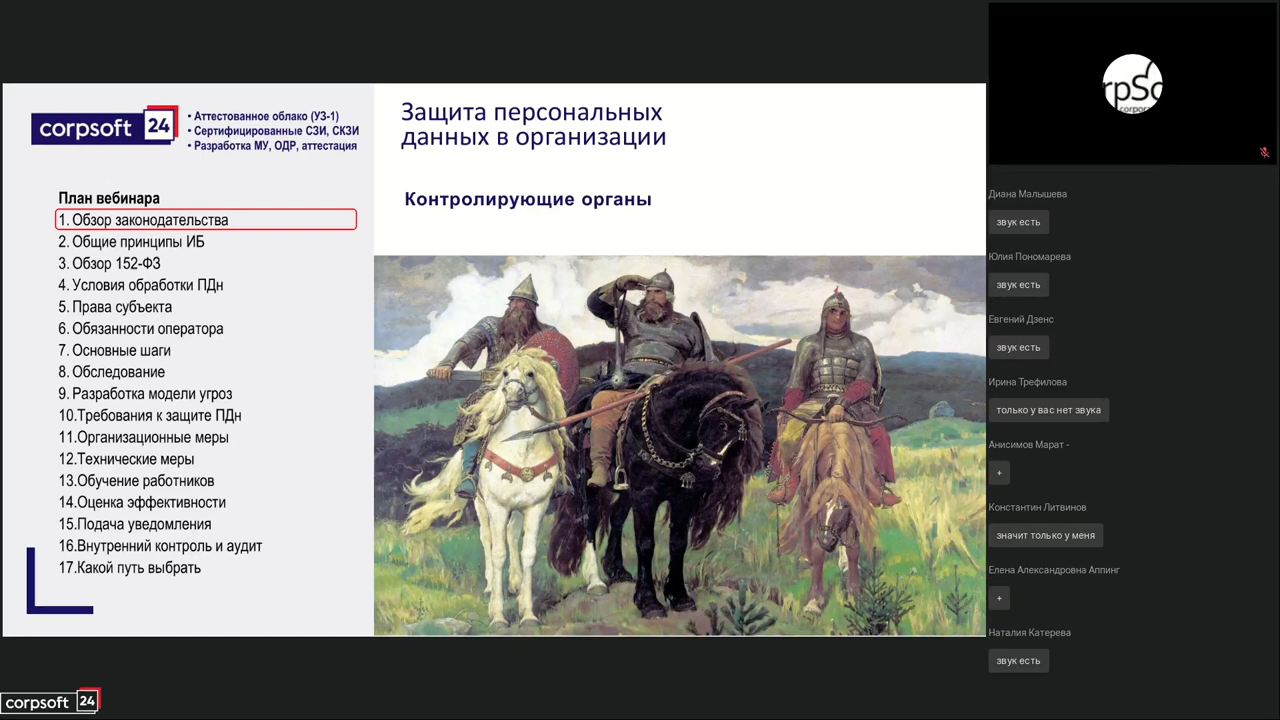 corpsoft 24
• Аттестованное облако (УЗ-1)
• Сертифицированные СЗИ, СКЗИ
• Разработка МУ, ОДР, аттестация
План вебинара
1. Обзор законодательства
2. Общие принципы ИБ
3. Обзор 152-ФЗ
4. Условия обработки ПДн
5. Права субъекта
6. Обязанности оператора
7. Основные шаги
8. Обследование
9. Разработка модели угроз
10.Требования к защите ПДн
11.Организационные меры
12.Технические меры
13.Обучение работников
14.Оценка эффективности
15.Подача уведомления
16.Внутренний контроль и аудит
17.Какой путь выбрать
Защита персональных
данных в организации
Контролирующие органы
Диана Малышева
звук есть
Юлия Пономарева
звук есть
Евгений Дзенс
звук есть
Ирина Трефилова
только у вас нет звука
Анисимов Марат -
+
Константин Литвинов
значит только у меня
Елена Александровна Аппинг
+
Наталия Катерева
звук есть
corpsoft 24